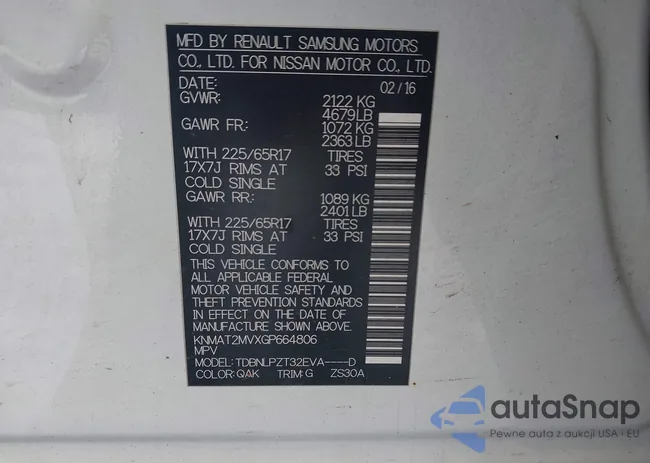 MFD BY RENAULT SAMSUNG MOTORS
CO., LTD. FOR NISSAN MOTOR CO., LTD.
DATE: 02/16
GVWR: 2122 KG
4679LB
GAWR FR: 1072 KG
2363 LB
WITH 225/65R17 TIRES
17X7J RIMS AT 33 PSI
COLD SINGLE
GAWR RR: 1089 KG
2401 LB
WITH 225/65R17 TIRES
17X7J RIMS AT 33 PSI
COLD SINGLE
THIS VEHICLE CONFORMS TO
ALL APPLICABLE FEDERAL
MOTOR VEHICLE SAFETY AND
THEFT PREVENTION STANDARDS
IN EFFECT ON THE DATE OF
MANUFACTURE SHOWN ABOVE.
KNMAT2MVXGP664806
MPV
MODEL: TDBNLPZT32EVA----D
COLOR: QAK TRIM: G ZS30A
autaSnap
Pewne auta z aukcji USA i EU